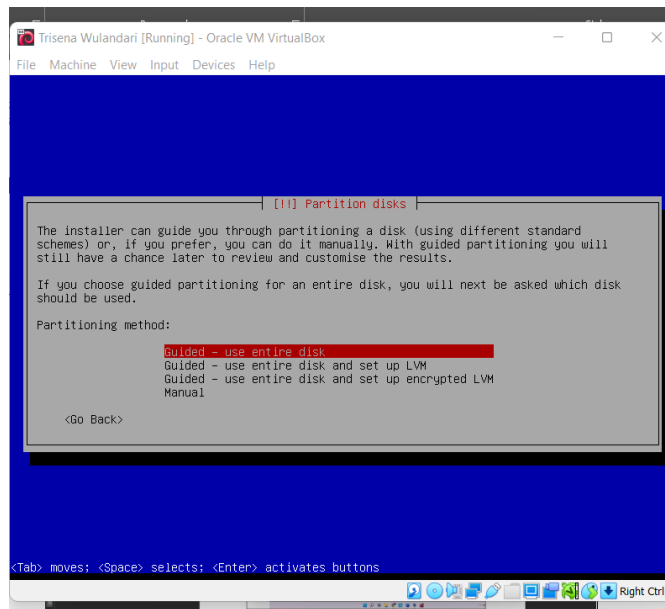 Trisena Wulandari [Running] - Oracle VM VirtualBox
File Machine View Input Devices Help
[!!] Partition disks
The installer can guide you through partitioning a disk (using different standard
schemes) or, if you prefer, you can do it manually. With guided partitioning you will
still have a chance later to review and customise the results.
If you choose guided partitioning for an entire disk, you will next be asked which disk
should be used.
Partitioning method:
Guided – use entire disk
Guided – use entire disk and set up LVM
Guided – use entire disk and set up encrypted LVM
Manual
<Go Back>
<Tab> moves; <Space> selects; <Enter> activates buttons
Right Ctrl